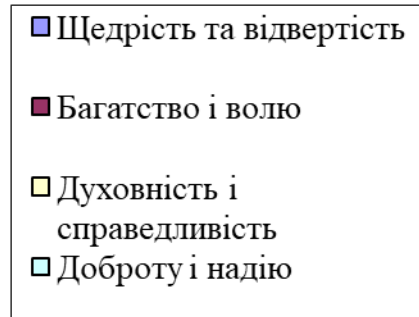 Щедрість та відвертість
Багатство і волю
Духовність і
справедливість
Доброту і надію